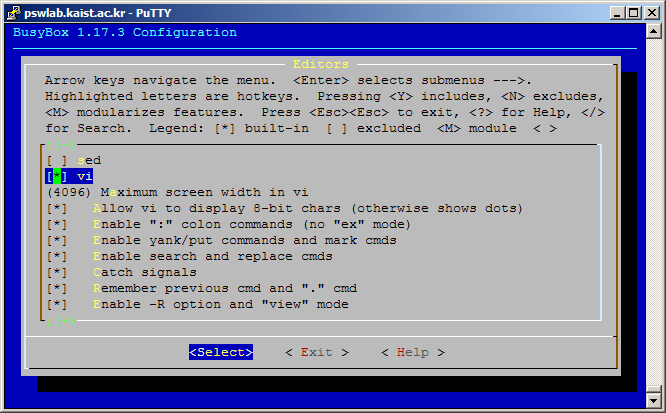 pswlab.kaist.ac.kr - PuTTY
BusyBox 1.17.3 Configuration
Editors
Arrow keys navigate the menu.  <Enter> selects submenus --->.
Highlighted letters are hotkeys.  Pressing <Y> includes, <N> excludes,
<M> modularizes features.  Press <Esc><Esc> to exit, <?> for Help, </>
for Search.  Legend: [*] built-in  [ ] excluded  <M> module  < >
[ ] sed
[*] vi
(4096) Maximum screen width in vi
[*]   Allow vi to display 8-bit chars (otherwise shows dots)
[*]   Enable ":" colon commands (no "ex" mode)
[*]   Enable yank/put commands and mark cmds
[*]   Enable search and replace cmds
[*]   Catch signals
[*]   Remember previous cmd and "." cmd
[*]   Enable -R option and "view" mode
<Select>    < Exit >    < Help >